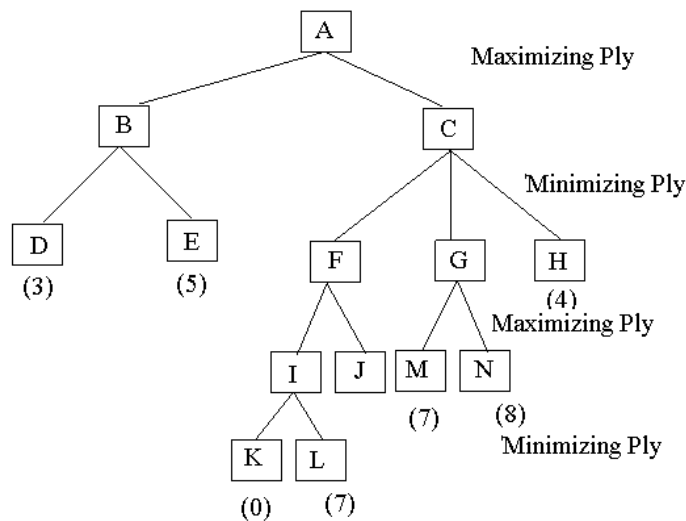 A
Maximizing Ply
B
C
'Minimizing Ply
D
E
F
G
H
(3)
(5)
(4)
Maximizing Ply
I
J
M
N
(7)
(8)
'Minimizing Ply
K
L
(0)
(7)